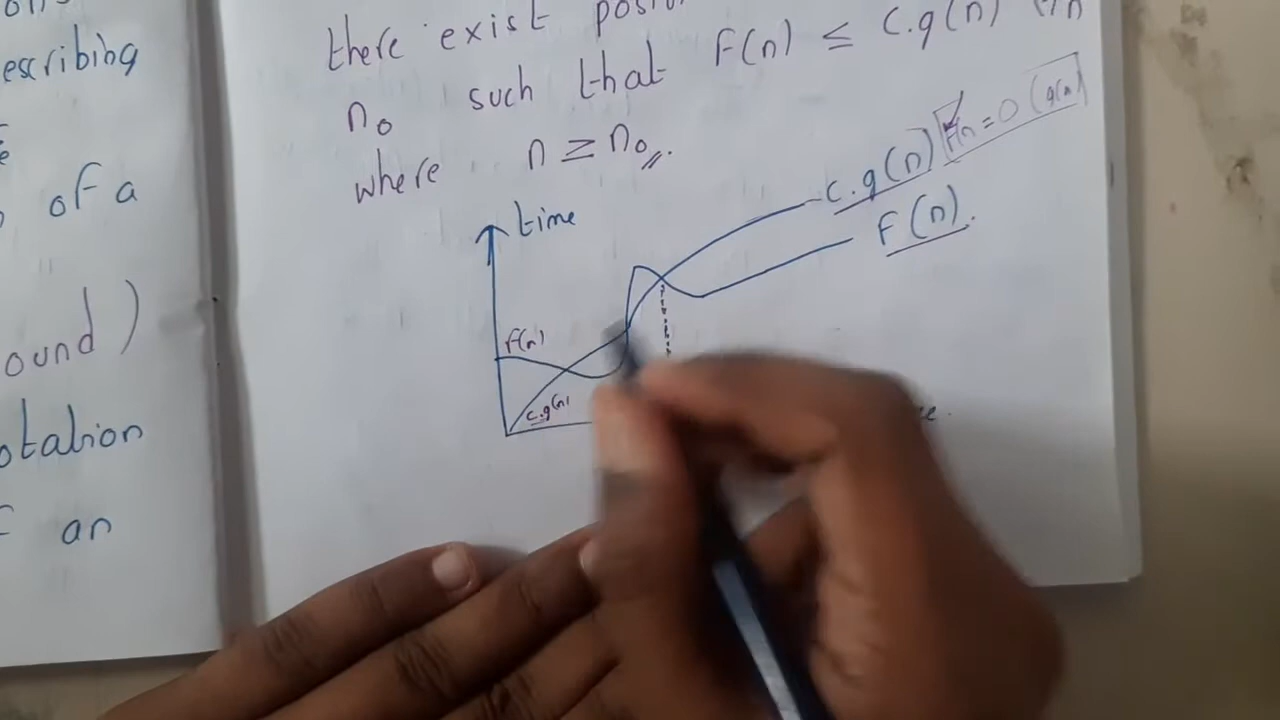 escribing
of a
ound )
otation
an
there exist
n₀ such that F(n) ≤ c.g(n)
where n ≥ n₀
time
c.g(n)
F(n) = O (g(n)
F(n).
F(n)
c.g(n)